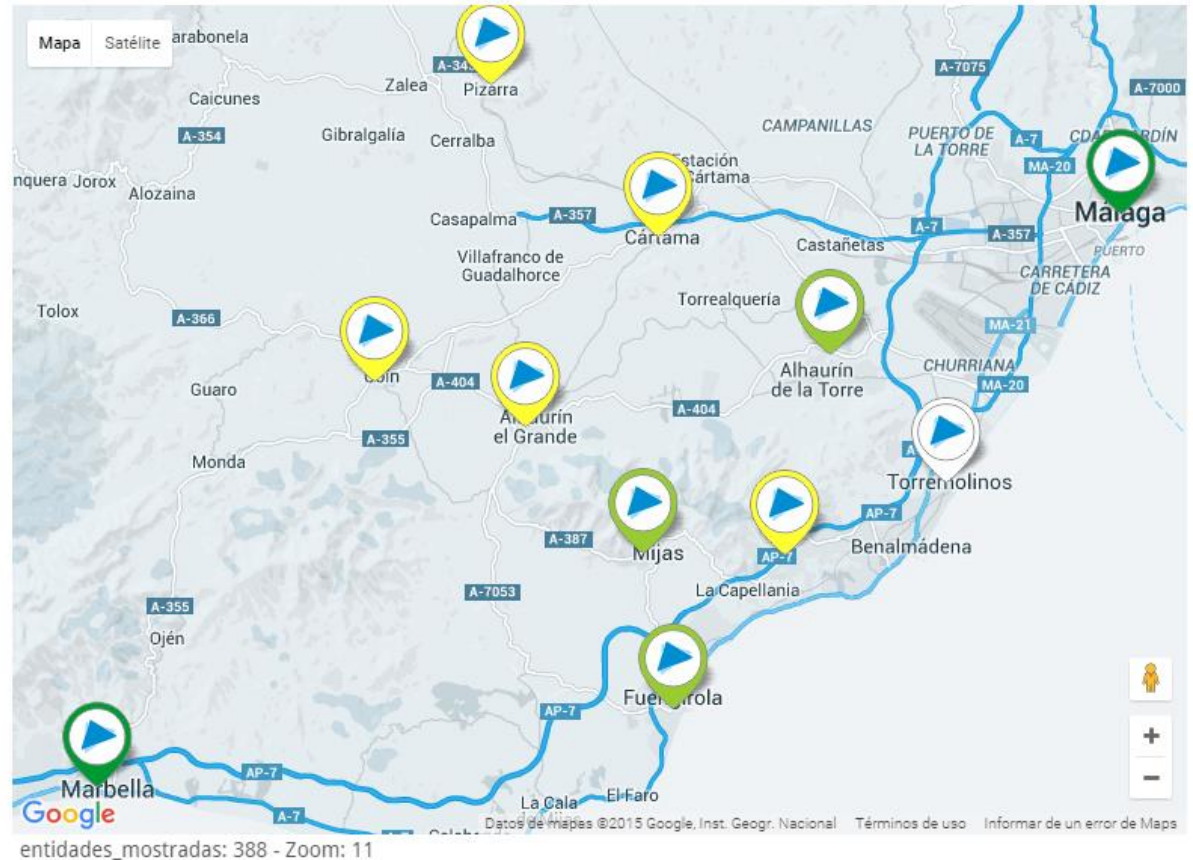 Mapa
Satélite
arabonela
Pizarra
Zalea
A-7075
A-7000
Caicunes
A-354
Gibralgalía
Cerralba
CAMPANILLAS
PUERTO DE
LA TORRE
A-7
MA-20
nquera
Jorox
Alozaina
Estación
Cártama
Málaga
Casapalma
A-357
Cártama
A-7
A-357
Castañetas
PUERTO
Villafranco de
Guadalhorce
CARRETERA
DE CÁDIZ
Torrealquería
Tolox
A-366
MA-21
CHURRIANA
Alhaurín
de la Torre
MA-20
Guaro
A-404
A-404
el Grande
A-355
Monda
Torremolinos
AP-7
A-387
Mijas
AP-7
Benalmádena
La Capellania
A-7053
A-355
Ojén
Fuengirola
AP-7
AP-7
Marbella
Google
A-7
La Cala
El Faro
Datos de mapas ©2015 Google, Inst. Geogr. Nacional
Términos de uso
Informar de un error de Maps
entidades_mostradas: 388 - Zoom: 11